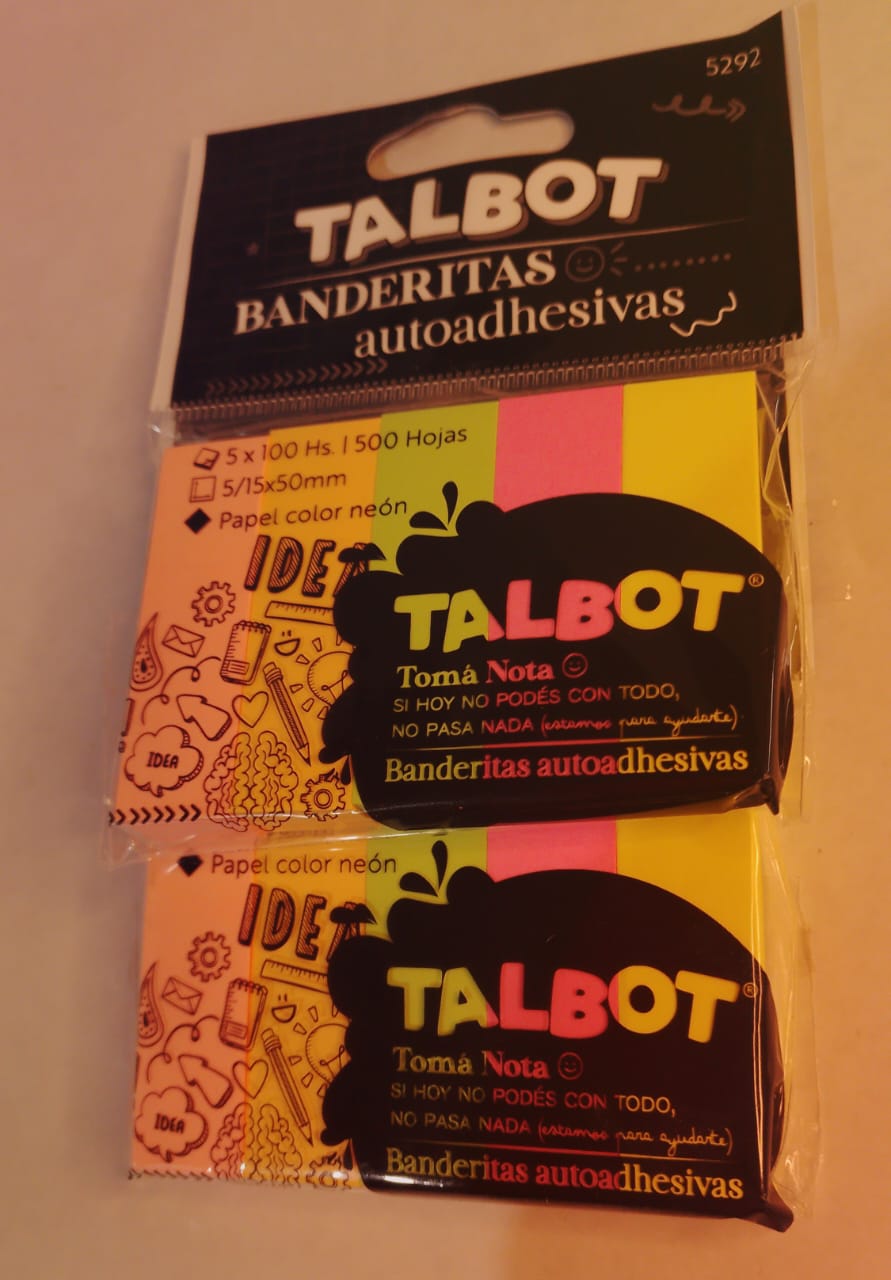 5292
TALBOT
BANDERITAS
autoadhesivas
5 x 100 Hs. | 500 Hojas
5/15x50mm
Papel color neón
IDEA
TALBOT®
Tomá Nota
SI HOY NO PODÉS CON TODO,
NO PASA NADA (estamos para ayudarte)
IDEA
Banderitas autoadhesivas
Papel color neón
IDEA
TALBOT®
Tomá Nota
SI HOY NO PODÉS CON TODO,
NO PASA NADA (estamos para ayudarte)
IDEA
Banderitas autoadhesivas